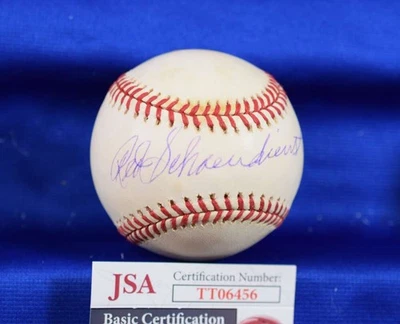 Red Schoendienst
JSA
Certification Number:
TT06456
Basic Certification